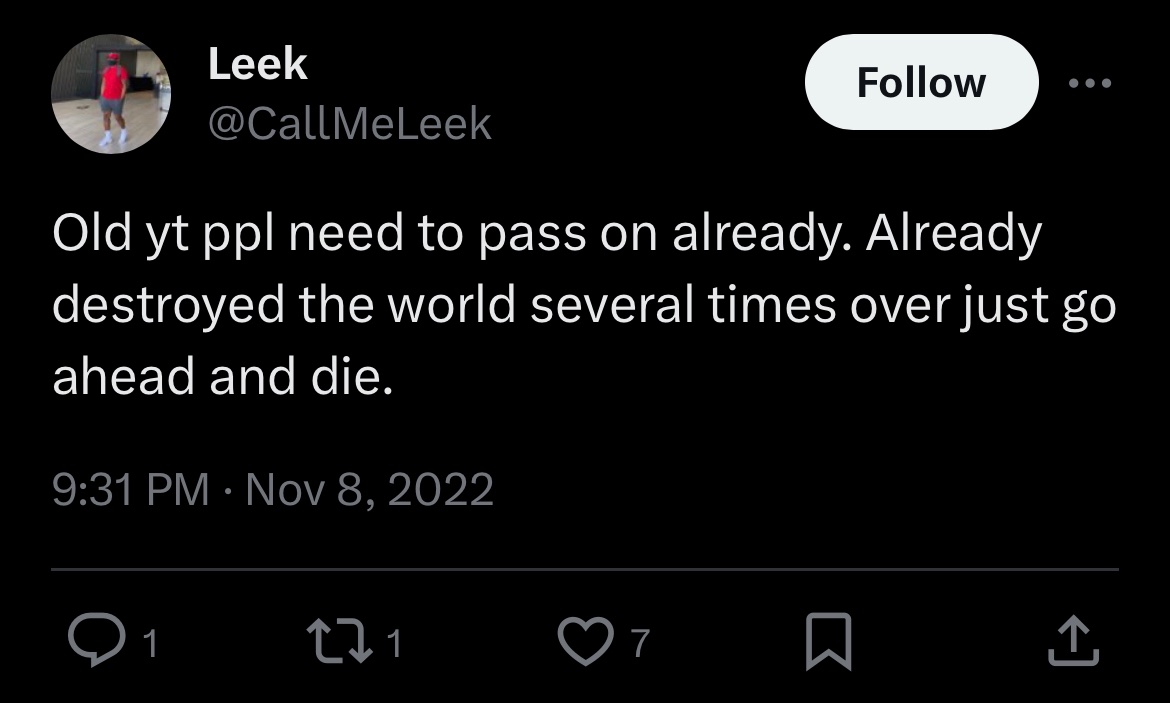 Leek
Follow
@CallMeLeek
Old yt ppl need to pass on already. Already
destroyed the world several times over just go
ahead and die.
9:31 PM · Nov 8, 2022
1
1
7